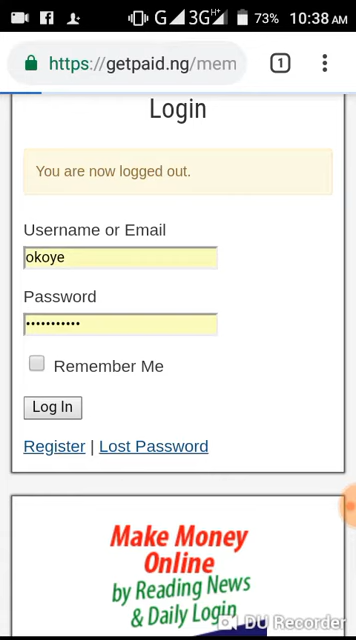 G 3G H+ 73% 10:38 AM
https://getpaid.ng/mem
1
Login
You are now logged out.
Username or Email
okoye
Password
•••••••••••
Remember Me
Log In
Register | Lost Password
Make Money
Online
by Reading News
& Daily Login
DU Recorder